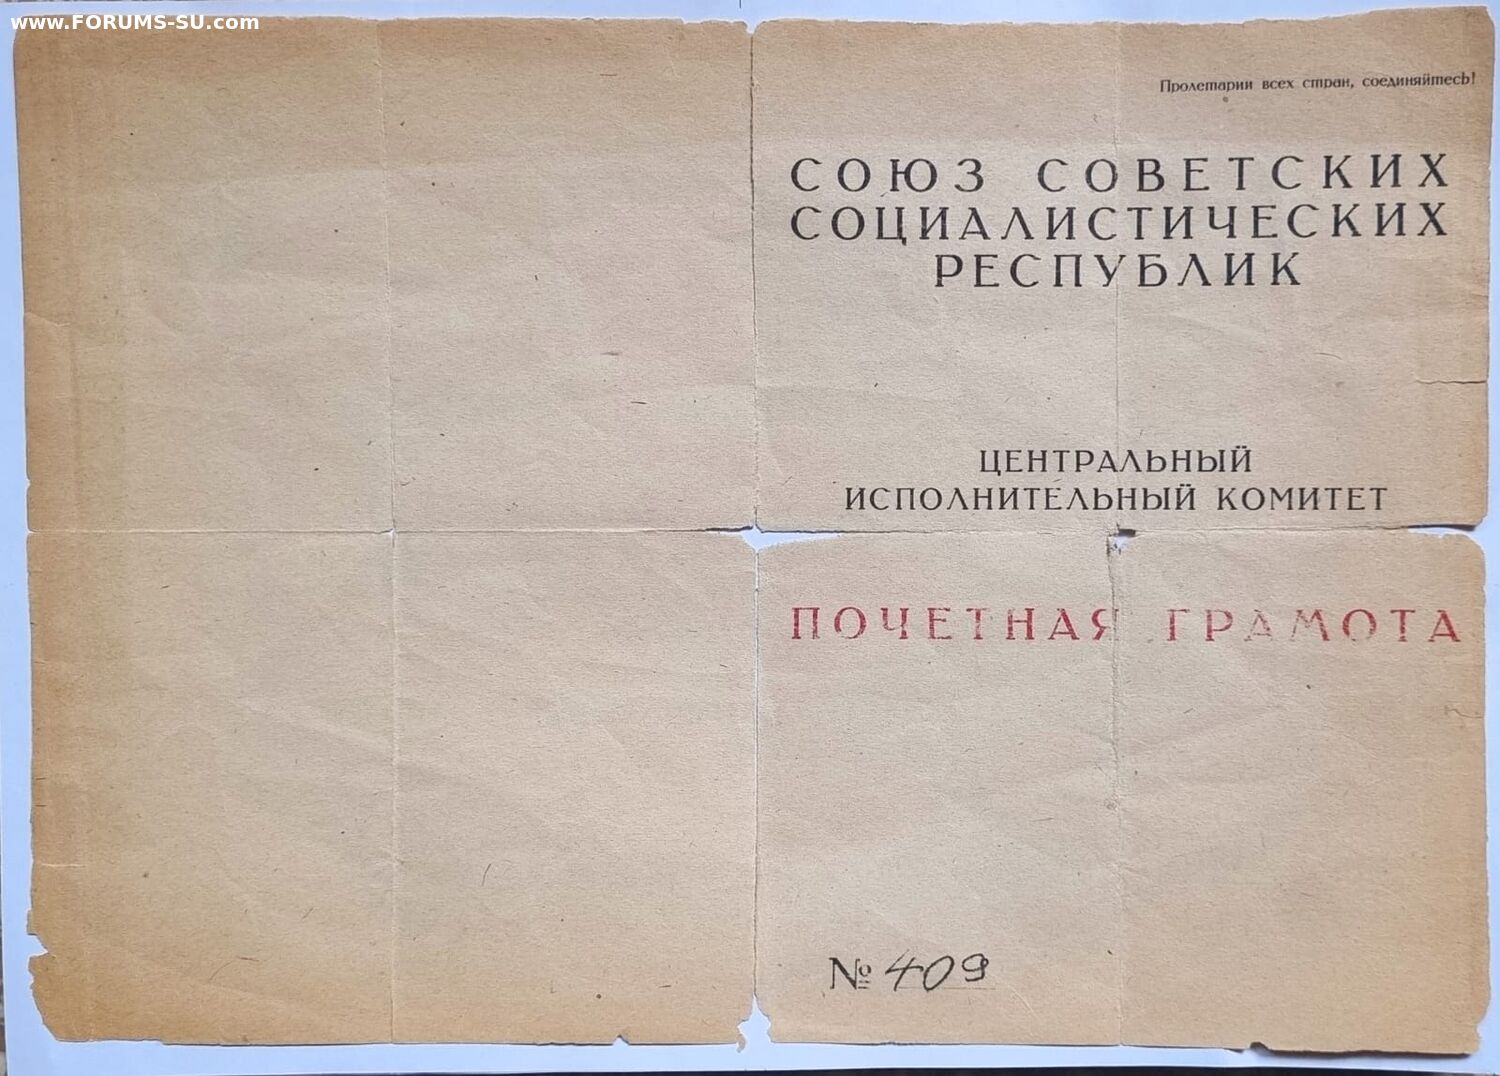 www.FORUMS-SU.com
Пролетарии всех стран, соединяйтесь!
СОЮЗ СОВЕТСКИХ
СОЦИАЛИСТИЧЕСКИХ
РЕСПУБЛИК
ЦЕНТРАЛЬНЫЙ
ИСПОЛНИТЕЛЬНЫЙ КОМИТЕТ
ПОЧЕТНАЯ ГРАМОТА
№ 409